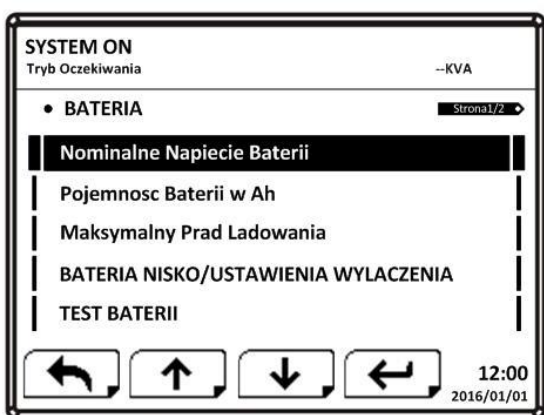 SYSTEM ON
Tryb Oczekiwania --KVA
• BATERIA Strona1/2
Nominalne Napiecie Baterii
Pojemnosc Baterii w Ah
Maksymalny Prad Ladowania
BATERIA NISKO/USTAWIENIA WYLACZENIA
TEST BATERII
12:00
2016/01/01